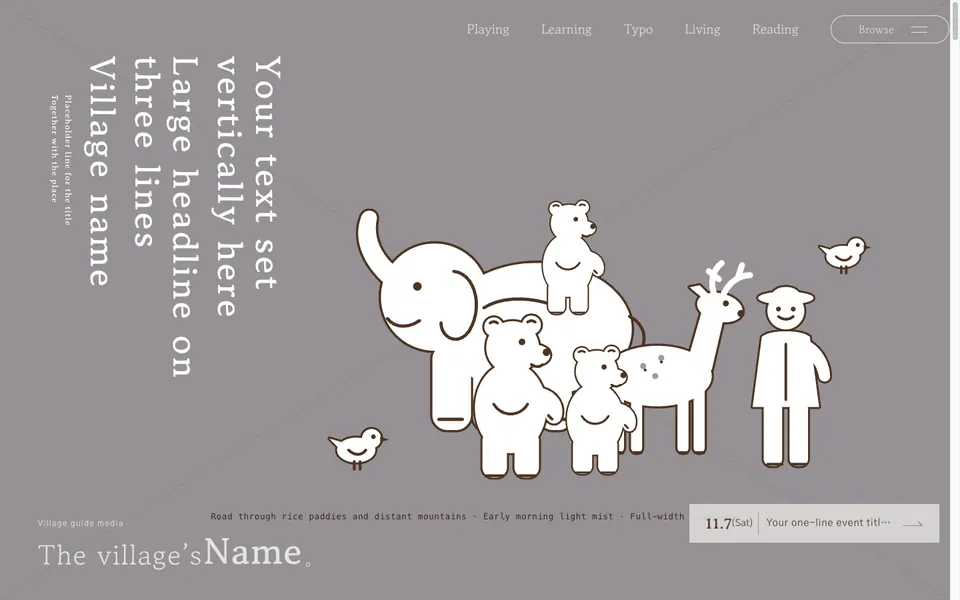 Playing
Learning
Typo
Living
Reading
Browse
Your text set
vertically here
Large headline on
three lines
Village name
Placeholder line for the title
Together with the place
Road through rice paddies and distant mountains · Early morning light mist · Full-width
11.7(Sat)
Your one-line event titl…
Village guide media
The village’sName。